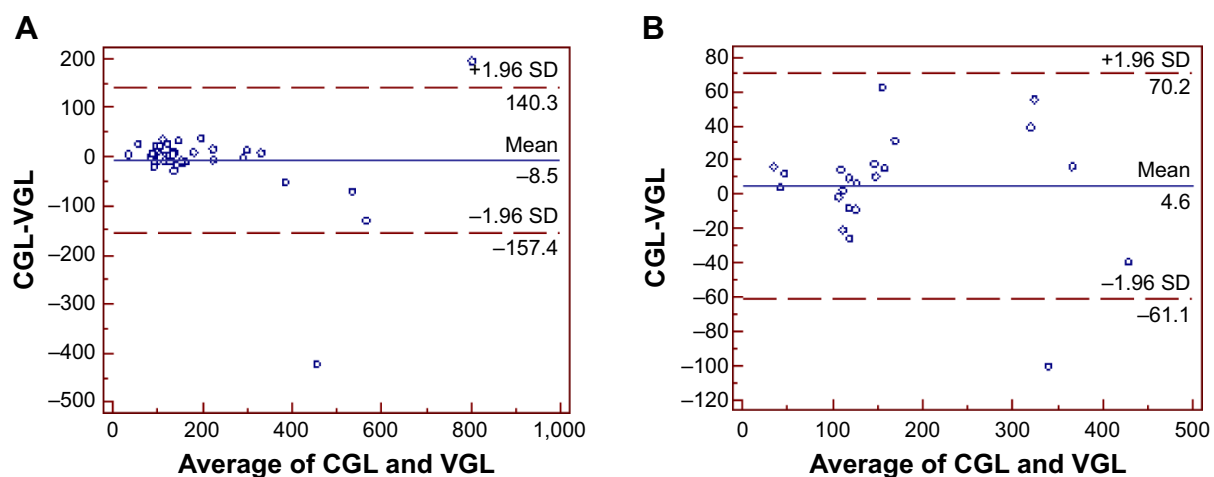 A
CGL-VGL
200
100
0
–100
–200
–300
–400
–500
+1.96 SD
140.3
Mean
–8.5
–1.96 SD
–157.4
0 200 400 600 800 1,000
Average of CGL and VGL
B
CGL-VGL
80
60
40
20
0
–20
–40
–60
–80
–100
–120
+1.96 SD
70.2
Mean
4.6
–1.96 SD
–61.1
0 100 200 300 400 500
Average of CGL and VGL